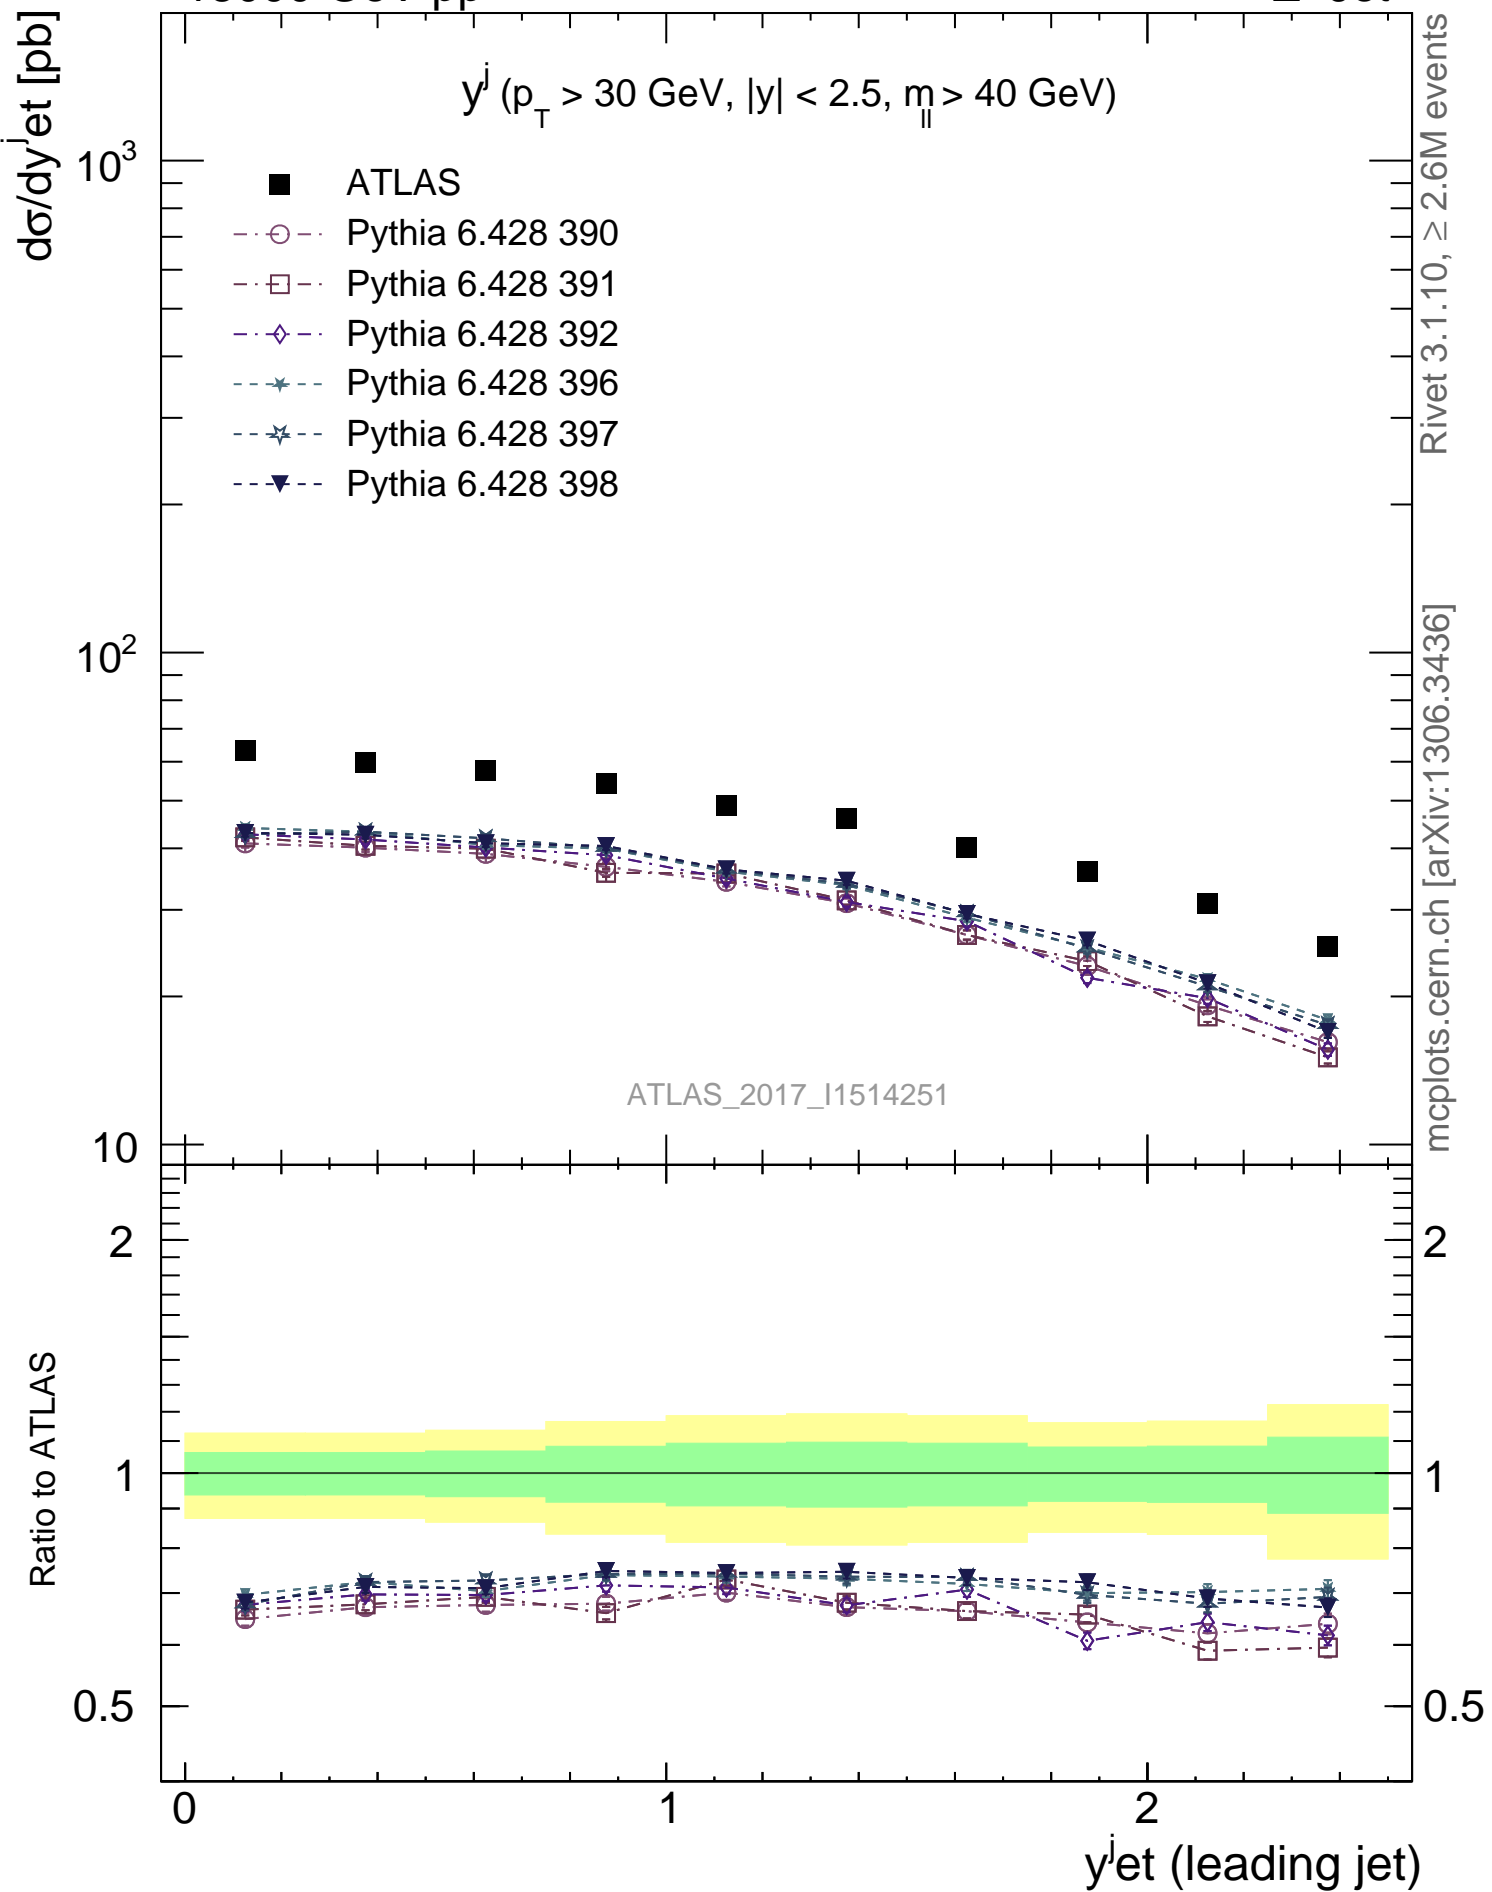 dσ/dy^jet [pb]
y^j (p_T > 30 GeV, |y| < 2.5, m_ll > 40 GeV)
ATLAS
Pythia 6.428 390
Pythia 6.428 391
Pythia 6.428 392
Pythia 6.428 396
Pythia 6.428 397
Pythia 6.428 398
10^3
10^2
10
ATLAS_2017_I1514251
Rivet 3.1.10, ≥ 2.6M events
mcplots.cern.ch [arXiv:1306.3436]
Ratio to ATLAS
2
1
0.5
2
1
0.5
0
1
2
y^jet (leading jet)